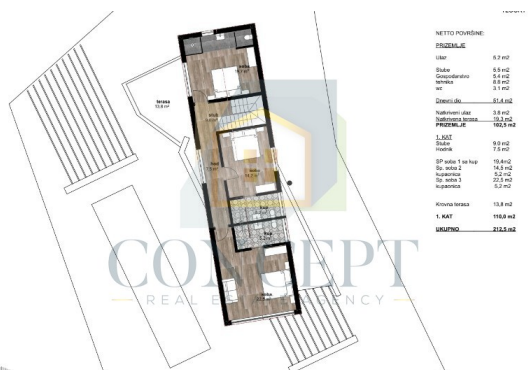 NETTO POVRŠINE:
PRIZEMLJE
Ulaz 6.2 m2
Stube 5.5 m2
Gospodarstvo 5.4 m2
tehnika 8.8 m2
wc 3.1 m2
Dnevni dio 51,4 m2
Natkriveni ulaz 3.8 m2
Natkrivena terasa 19,3 m2
PRIZEMLJE 102,5 m2
1. KAT
Stube 9.0 m2
Hodnik 7.5 m2
SP soba 1 sa kup 19,4m2
Sp. soba 2 14,5 m2
kupaonica 5,2 m2
Sp. soba 3 22,5 m2
kupaonica 5,2 m2
Krovna terasa 13,8 m2
1. KAT 110,0 m2
UKUPNO 212,5 m2
terasa
13,8 m2
CONCEPT
REAL ESTATE AGENCY